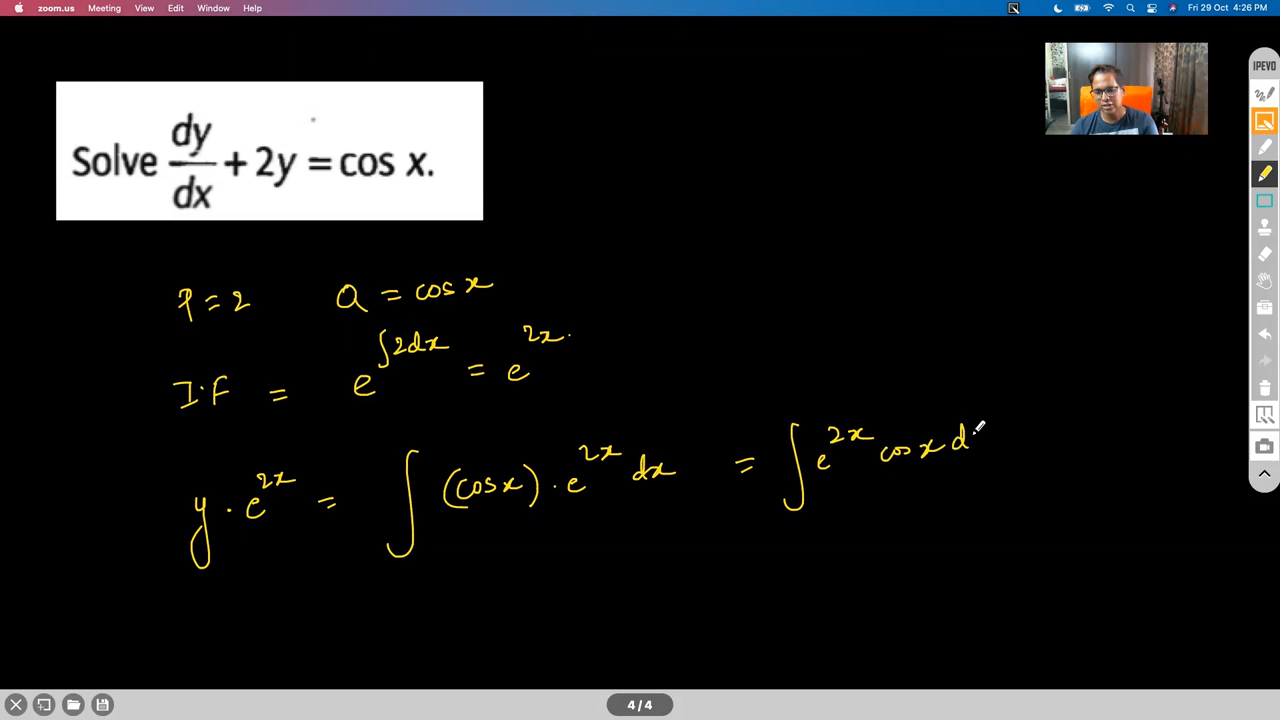 zoom.us Meeting View Edit Window Help Fri 29 Oct 4:26 PM
IPEVO
Solve dy/dx + 2y = cos x.
P = 2 Q = cos x
I.F = e^∫2dx = e^2x.
y · e^2x = ∫ (cos x) · e^2x dx = ∫ e^2x cos x d
4 / 4